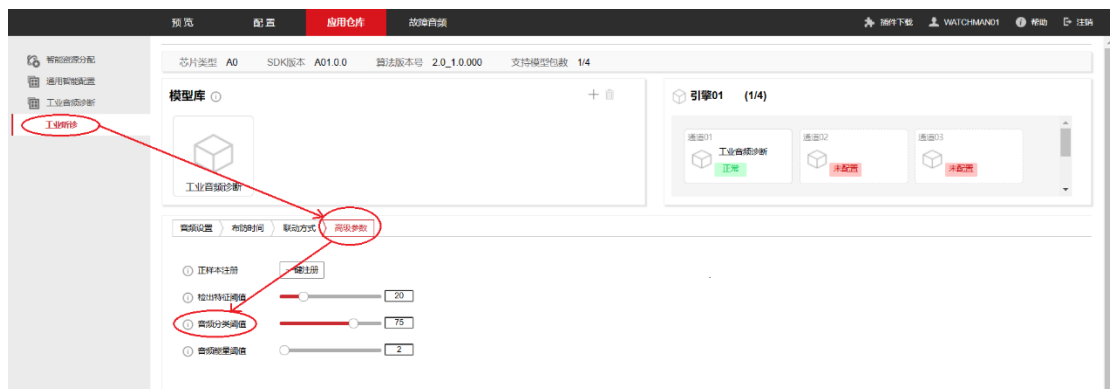 预览 配置 应用仓库 故障音频 插件下载 WATCHMAN01 帮助 注销
智能资源分配
通用智能配置
工业音频诊断
工业听诊
芯片类型 A0 SDK版本 A01.0.0 算法版本号 2.0_1.0.000 支持模型包数 1/4
模型库
工业音频诊断
引擎01 (1/4)
通道01 通道02 通道03
工业音频诊断
正常 未配置 未配置
音频设置 布防时间 联动方式 高级参数
正样本注册 一键注册
检出特征阈值 20
音频分类阈值 75
音频能量阈值 2